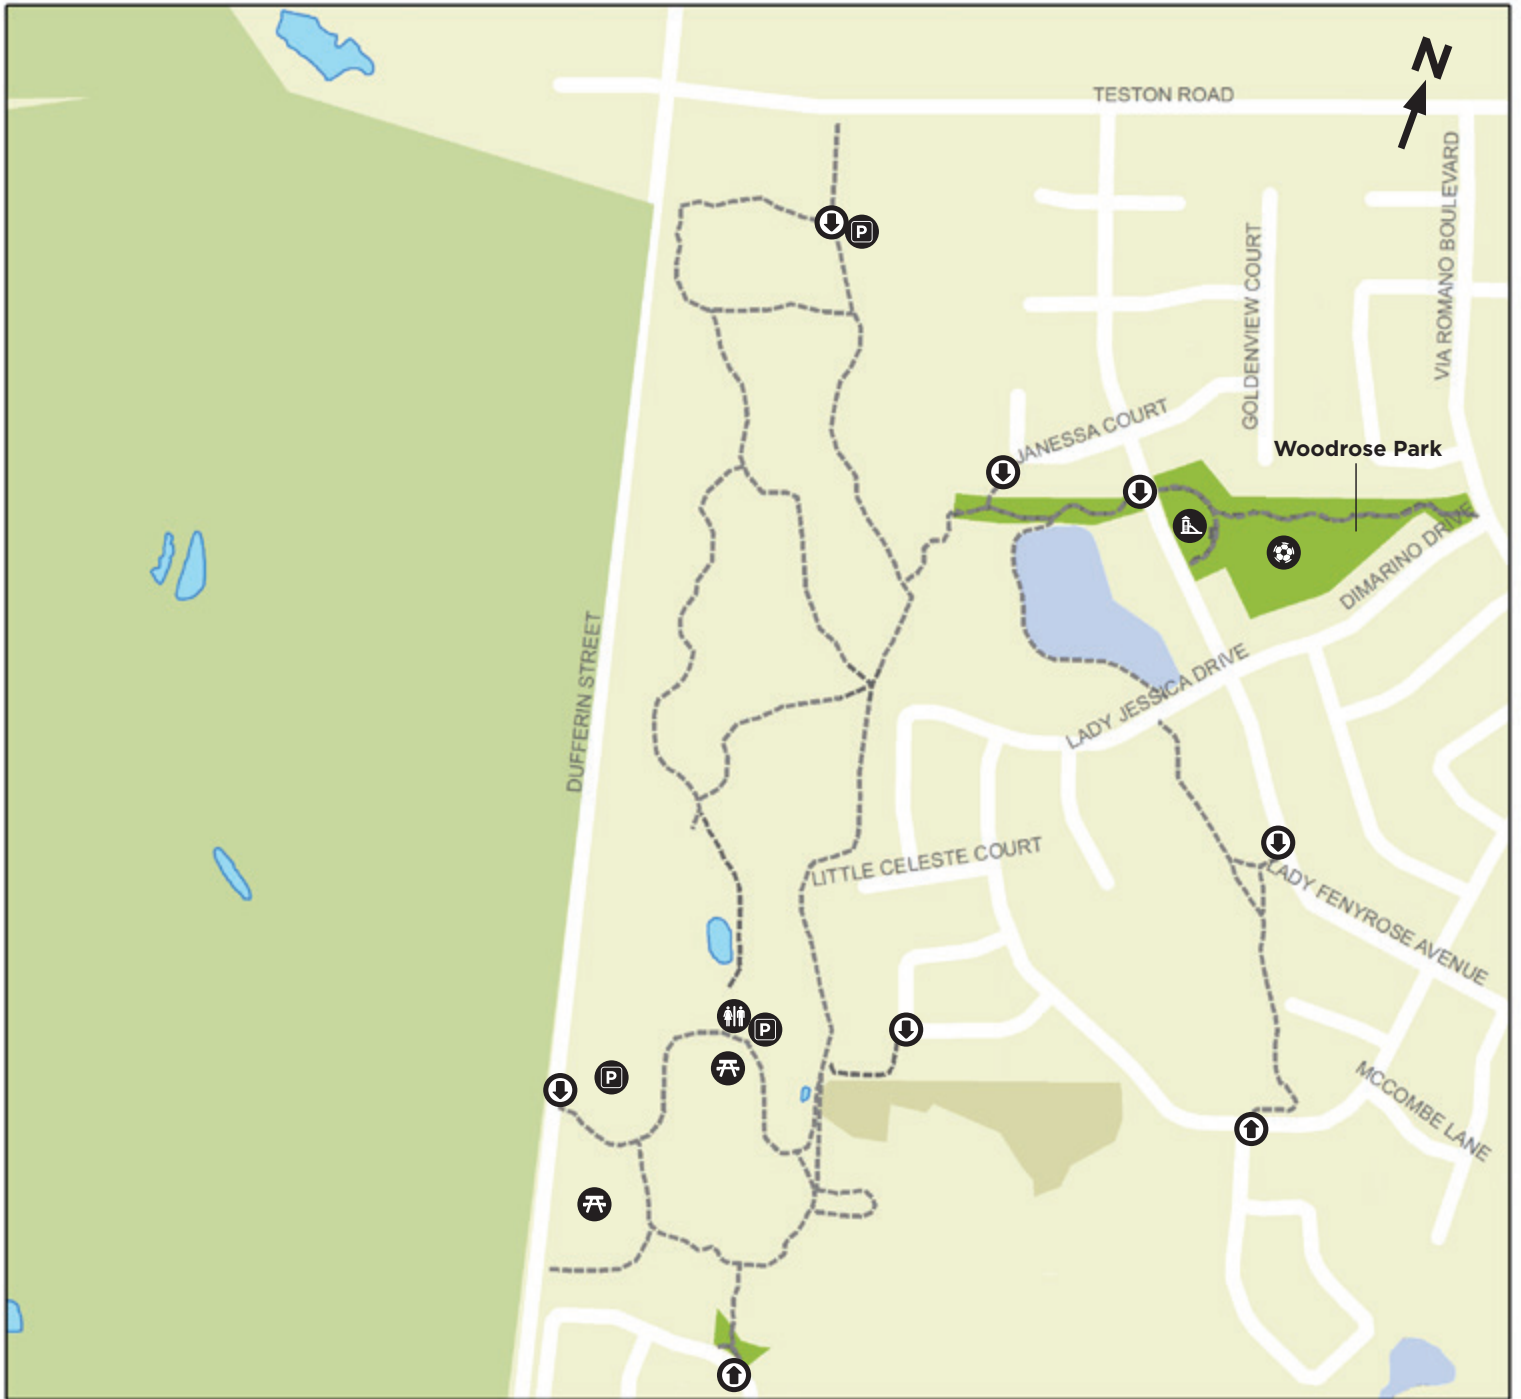 N
TESTON ROAD
VIA ROMANO BOULEVARD
P
GOLDENVIEW COURT
JANESSA COURT
Woodrose Park
DIMARINO DRIVE
DUFFERIN STREET
LADY JESSICA DRIVE
LITTLE CELESTE COURT
LADY FENYROSE AVENUE
P
P
MCCOMBE LANE